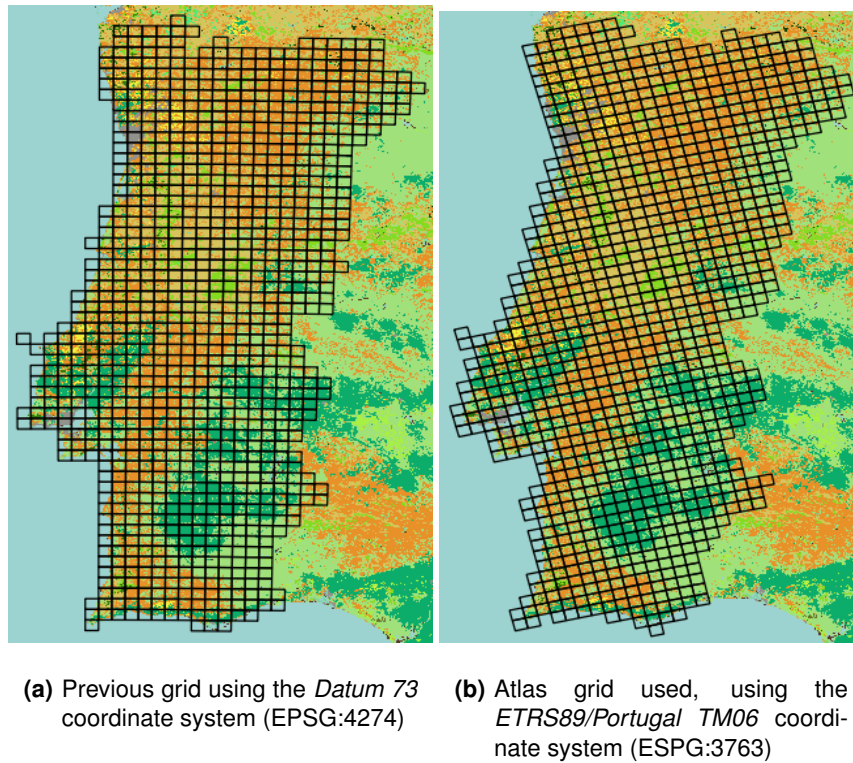 (a) Previous grid using the Datum 73
coordinate system (EPSG:4274)
(b) Atlas grid used, using the
ETRS89/Portugal TM06 coordi-
nate system (ESPG:3763)